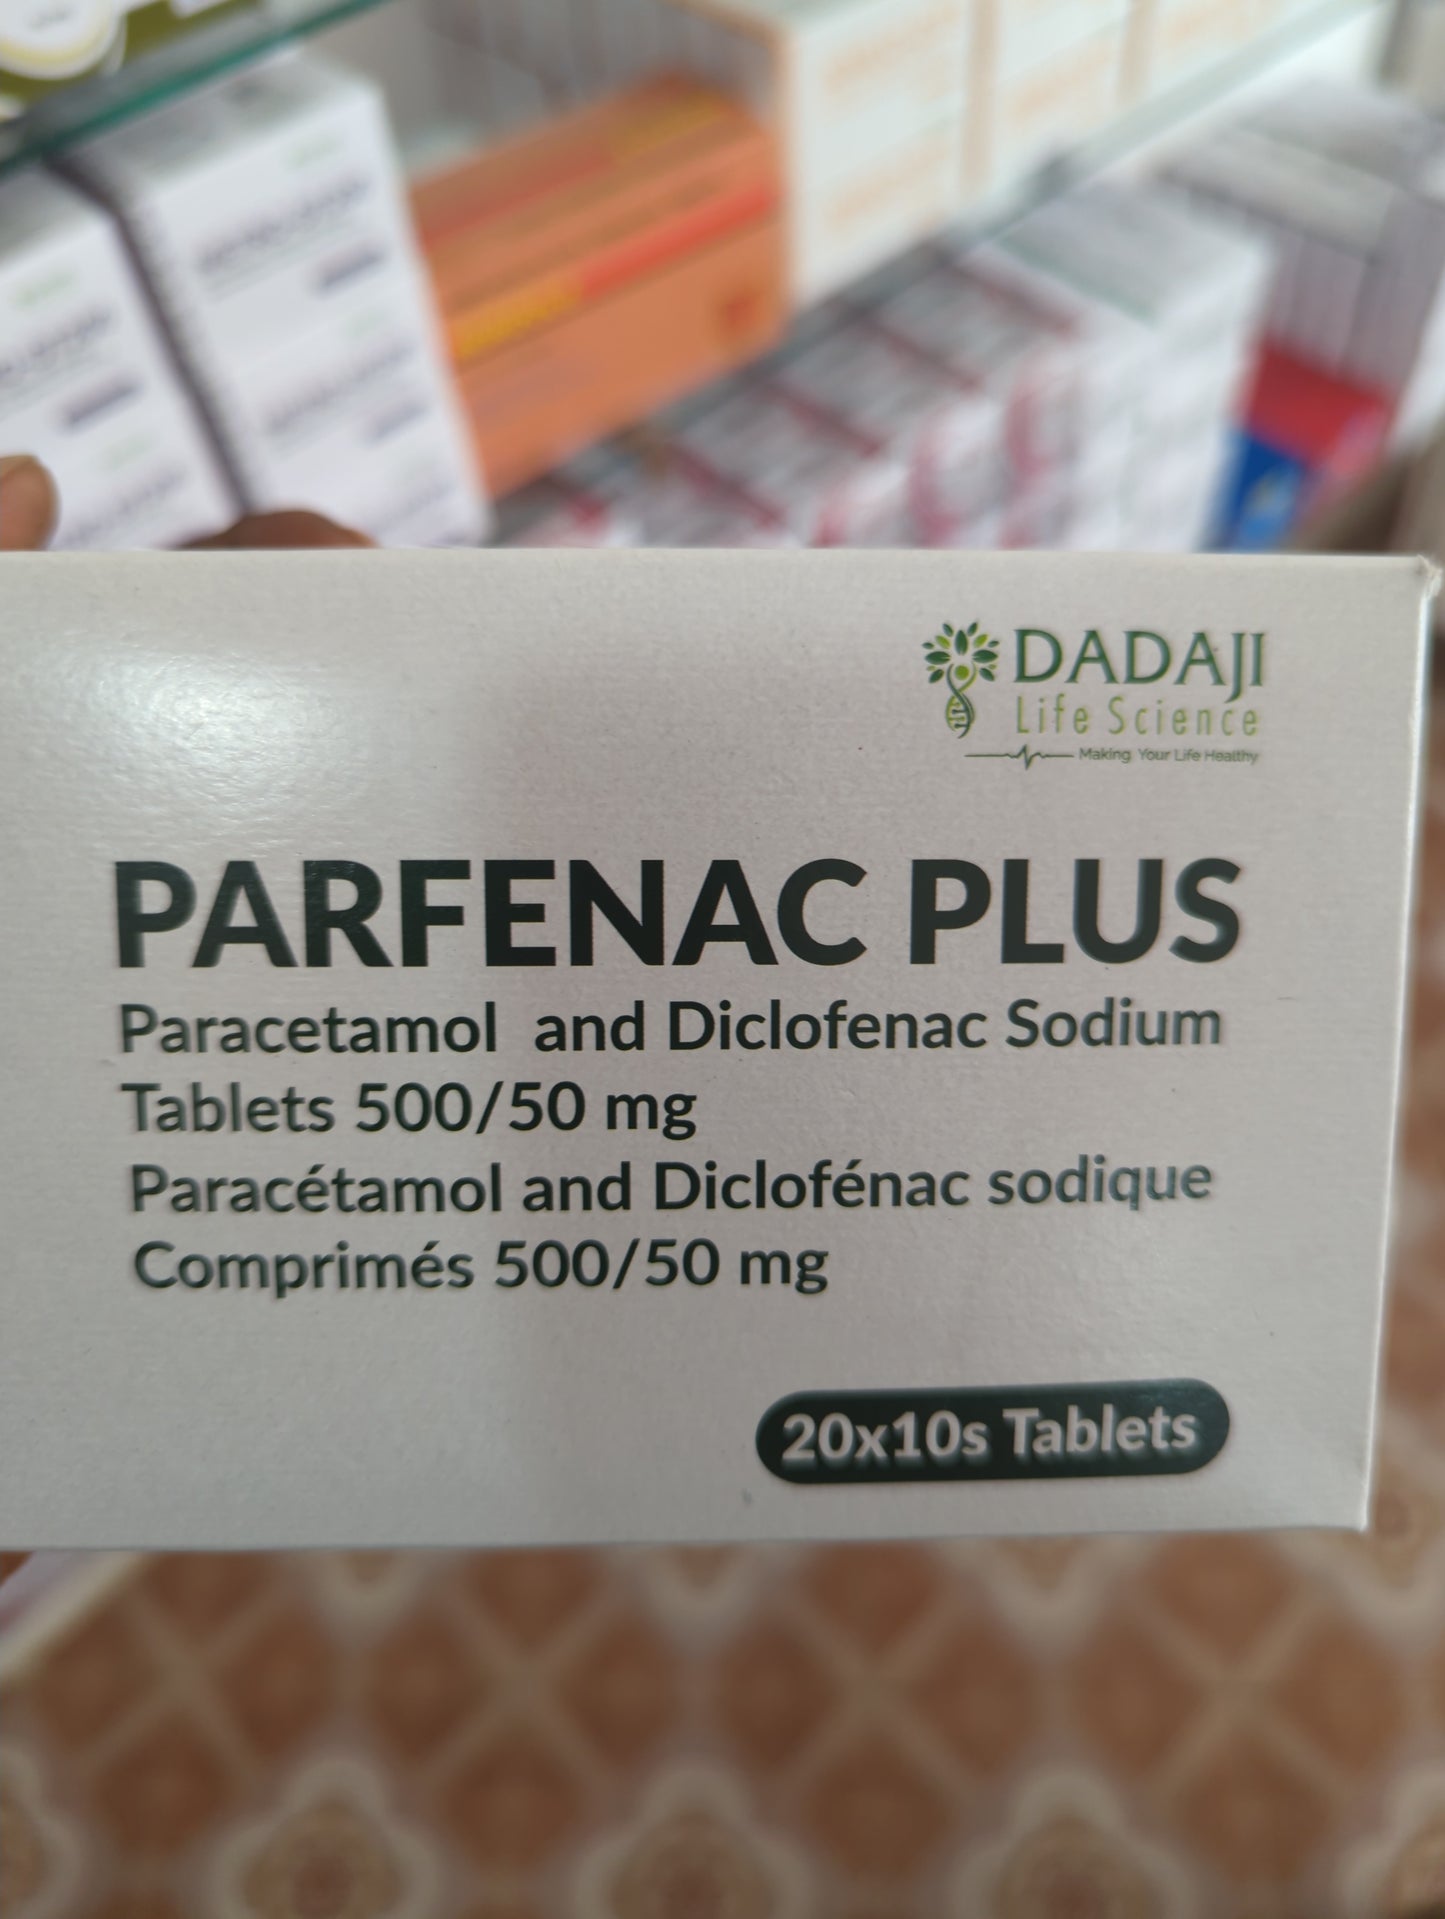 DADAJI
Life Science
Making Your Life Healthy
PARFENAC PLUS
Paracetamol and Diclofenac Sodium
Tablets 500/50 mg
Paracétamol and Diclofénac sodique
Comprimés 500/50 mg
20x10s Tablets